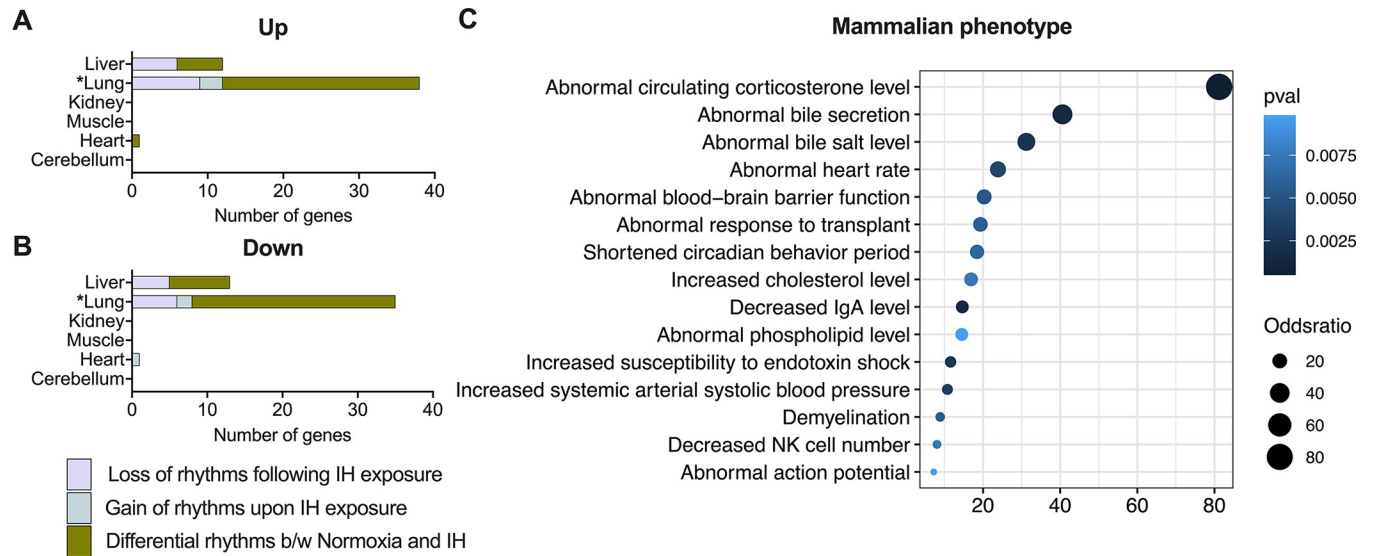 A
Up
Liver
*Lung
Kidney
Muscle
Heart
Cerebellum
0 10 20 30 40
Number of genes
B
Down
Liver
*Lung
Kidney
Muscle
Heart
Cerebellum
0 10 20 30 40
Number of genes
Loss of rhythms following IH exposure
Gain of rhythms upon IH exposure
Differential rhythms b/w Normoxia and IH
C
Mammalian phenotype
Abnormal circulating corticosterone level
Abnormal bile secretion
Abnormal bile salt level
Abnormal heart rate
Abnormal blood−brain barrier function
Abnormal response to transplant
Shortened circadian behavior period
Increased cholesterol level
Decreased IgA level
Abnormal phospholipid level
Increased susceptibility to endotoxin shock
Increased systemic arterial systolic blood pressure
Demyelination
Decreased NK cell number
Abnormal action potential
20 40 60 80
pval
0.0075
0.0050
0.0025
Oddsratio
20
40
60
80